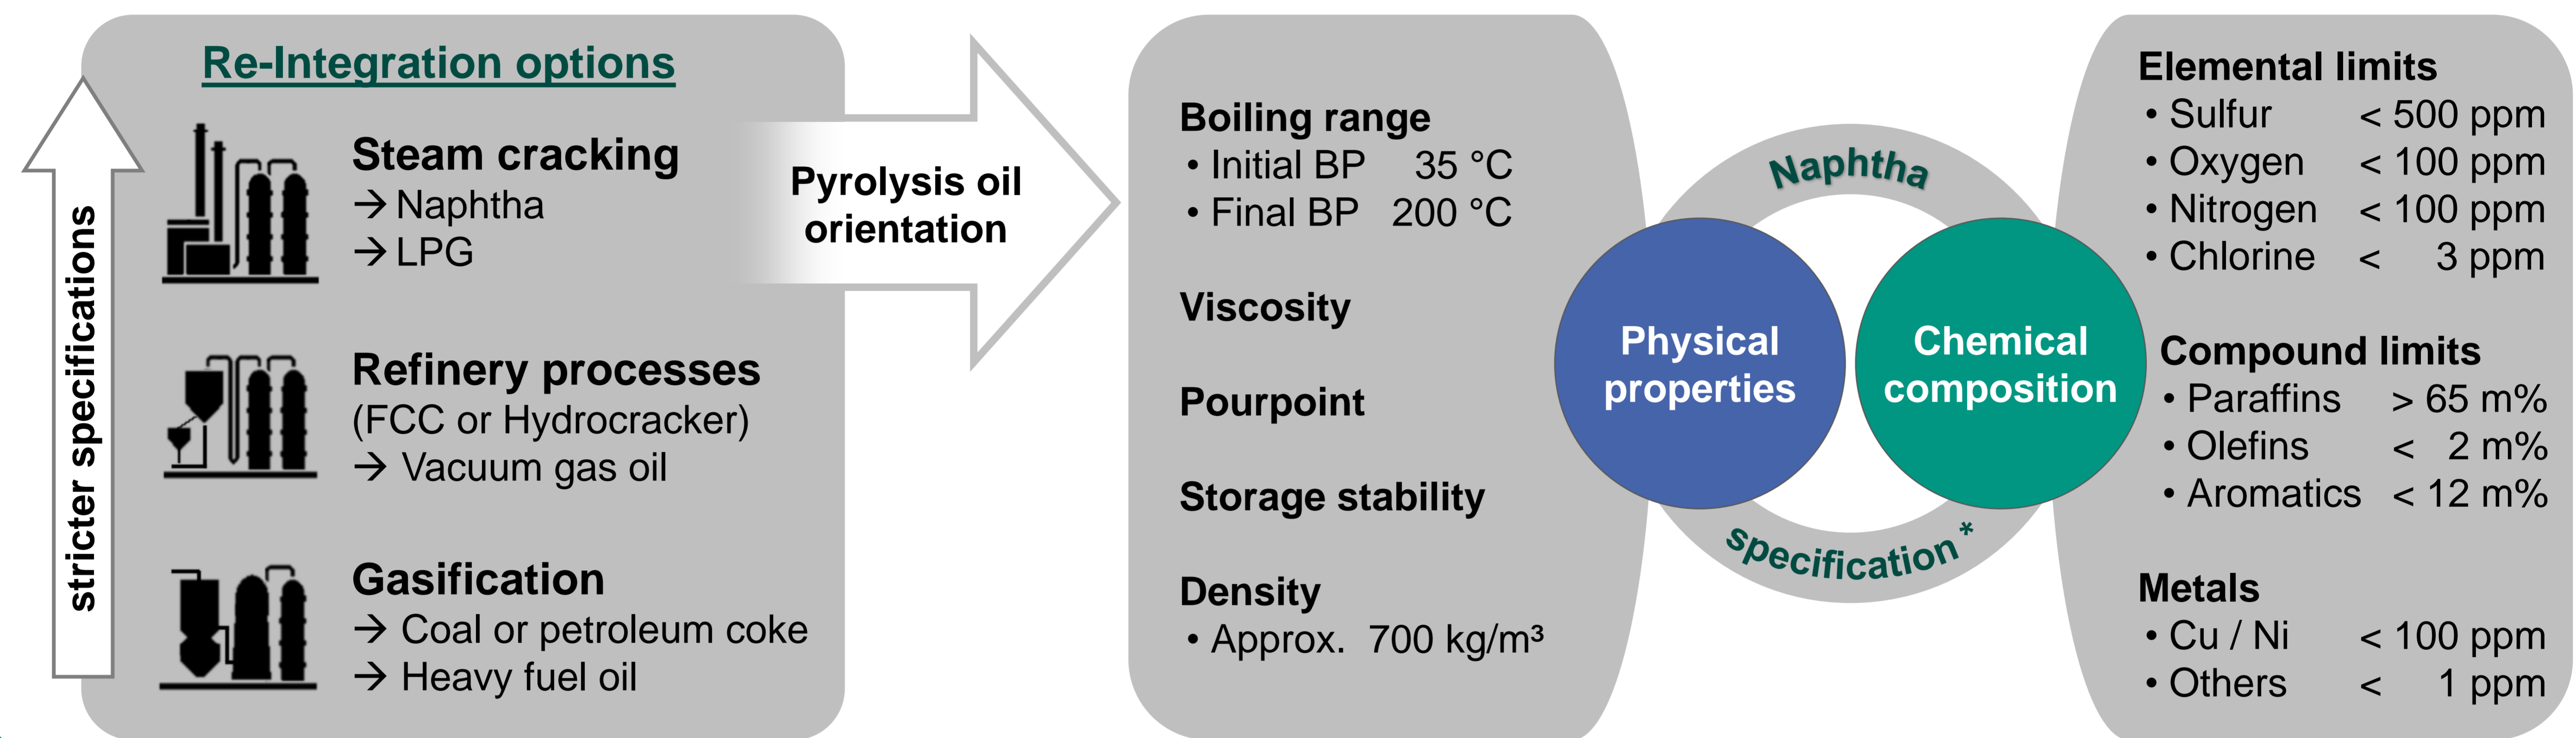 stricter specifications
Re-Integration options
Steam cracking
→ Naphtha
→ LPG
Refinery processes
(FCC or Hydrocracker)
→ Vacuum gas oil
Gasification
→ Coal or petroleum coke
→ Heavy fuel oil
Pyrolysis oil
orientation
Boiling range
• Initial BP 35 °C
• Final BP 200 °C
Viscosity
Pourpoint
Storage stability
Density
• Approx. 700 kg/m³
Naphtha
Physical
properties
Chemical
composition
specification*
Elemental limits
• Sulfur < 500 ppm
• Oxygen < 100 ppm
• Nitrogen < 100 ppm
• Chlorine < 3 ppm
Compound limits
• Paraffins > 65 m%
• Olefins < 2 m%
• Aromatics < 12 m%
Metals
• Cu / Ni < 100 ppm
• Others < 1 ppm